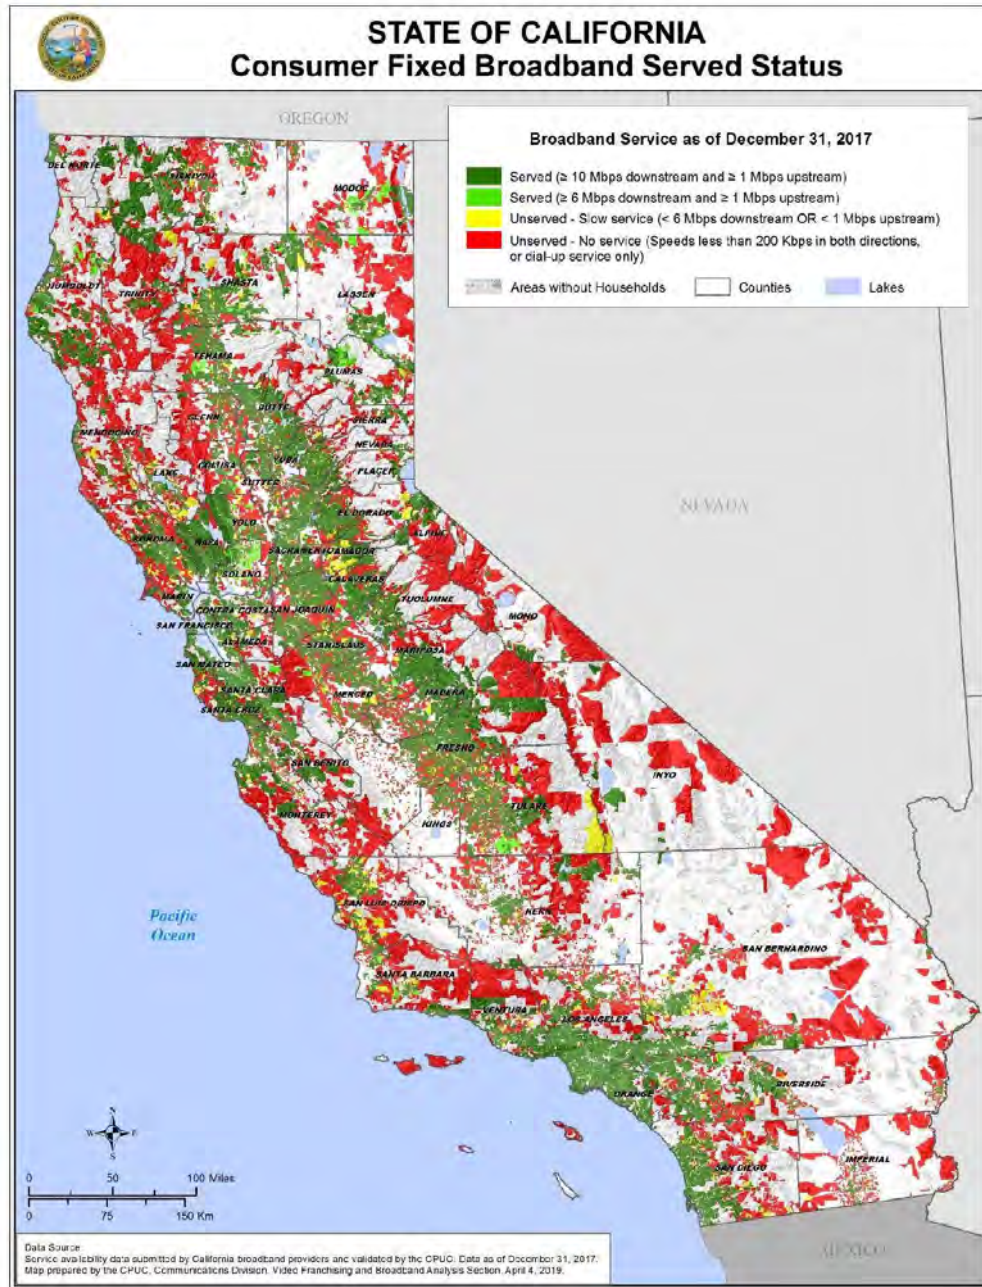 STATE OF CALIFORNIA
Consumer Fixed Broadband Served Status
OREGON
Broadband Service as of December 31, 2017
Served (≥ 10 Mbps downstream and ≥ 1 Mbps upstream)
Served (≥ 6 Mbps downstream and ≥ 1 Mbps upstream)
Unserved - Slow service (< 6 Mbps downstream OR < 1 Mbps upstream)
Unserved - No service (Speeds less than 200 Kbps in both directions,
or dial-up service only)
Areas without Households
Counties
Lakes
DEL NORTE
SISKIYOU
MODOC
HUMBOLDT
TRINITY
SHASTA
LASSEN
TEHAMA
PLUMAS
BUTTE
GLENN
SIERRA
MENDOCINO
NEVADA
YUBA
COLUSA
LAKE
PLACER
SUTTER
NEVADA
EL DORADO
YOLO
ALPINE
SONOMA
NAPA
SACRAMENTO
AMADOR
SOLANO
CALAVERAS
MARIN
TUOLUMNE
CONTRA COSTA
SAN JOAQUIN
MONO
SAN FRANCISCO
ALAMEDA
STANISLAUS
MARIPOSA
SAN MATEO
SANTA CLARA
MERCED
MADERA
SANTA CRUZ
FRESNO
SAN BENITO
INYO
TULARE
MONTEREY
KINGS
SAN LUIS OBISPO
KERN
Pacific
Ocean
SAN BERNARDINO
SANTA BARBARA
VENTURA
LOS ANGELES
RIVERSIDE
ORANGE
IMPERIAL
SAN DIEGO
N
W
E
S
0
50
100 Miles
0
75
150 Km
MEXICO
Data Source:
Service availability data submitted by California broadband providers and validated by the CPUC. Data as of December 31, 2017.
Map prepared by the CPUC, Communications Division, Video Franchising and Broadband Analysis Section, April 4, 2019.